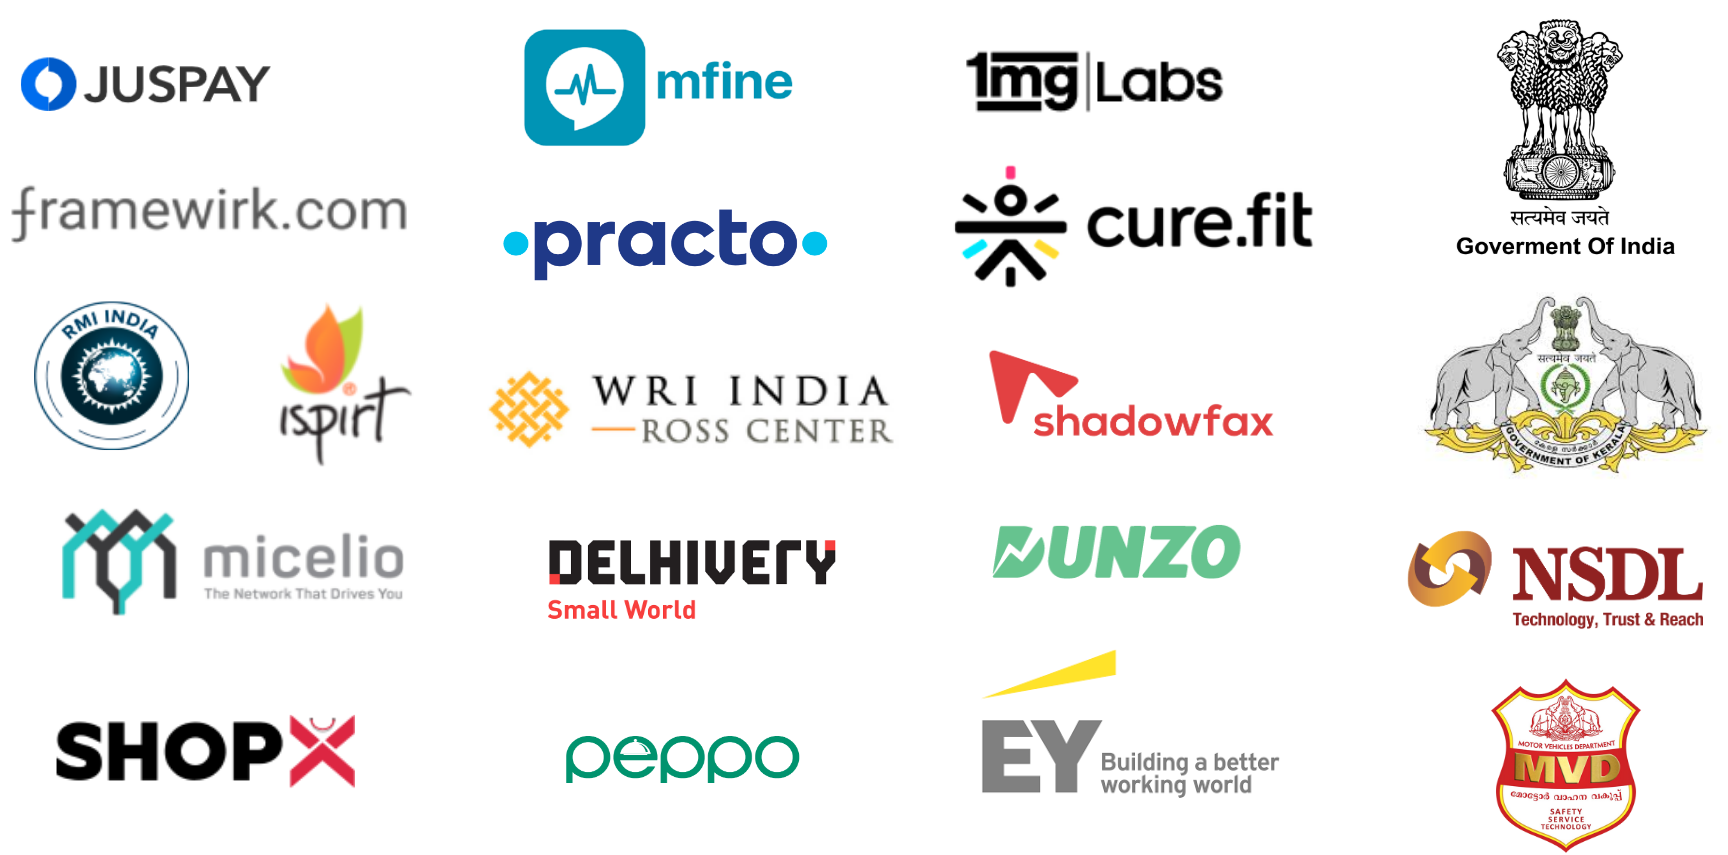 JUSPAY
mfine
1mg|Labs
सत्यमेव जयते
Goverment Of India
framewirk.com
practo
cure.fit
RMI INDIA
ispirt
WRI INDIA
ROSS CENTER
shadowfax
सत्यमेव जयते
കേരള സർക്കാർ
GOVERNMENT OF KERALA
micelio
The Network That Drives You
DELHIVERY
Small World
DUNZO
NSDL
Technology, Trust & Reach
SHOPX
peppo
EY
Building a better
working world
MOTOR VEHICLES DEPARTMENT
MVD
മോട്ടോർ വാഹന വകുപ്പ്
SAFETY
SERVICE
TECHNOLOGY